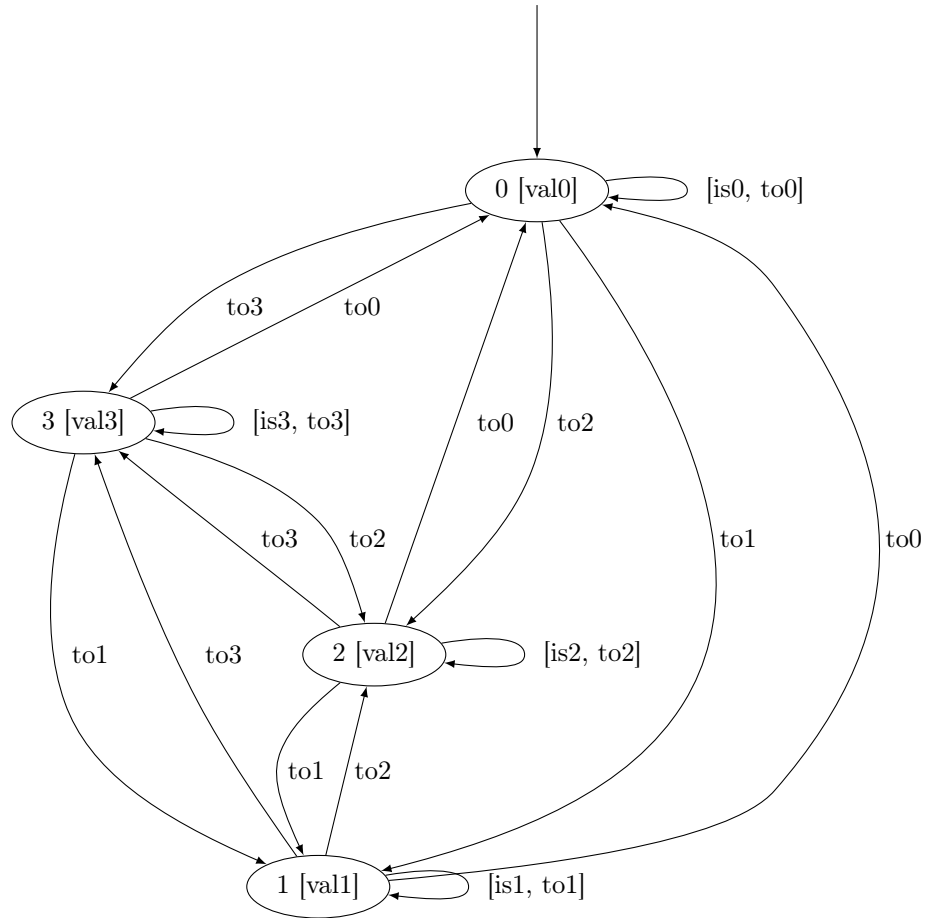 0 [val0]
[is0, to0]
to3
to0
3 [val3]
[is3, to3]
to0
to2
to3
to2
to1
to0
to1
to3
2 [val2]
[is2, to2]
to1
to2
1 [val1]
[is1, to1]